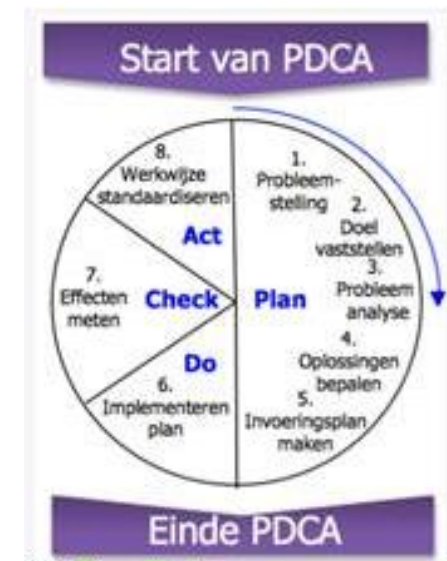 Start van PDCA
1.
Probleem-
stelling
2.
Doel
vaststellen
3.
Probleem
analyse
4.
Oplossingen
bepalen
5.
Invoeringsplan
maken
Plan
6.
Implementeren
plan
Do
7.
Effecten
meten
Check
8.
Werkwijze
standaardiseren
Act
Einde PDCA